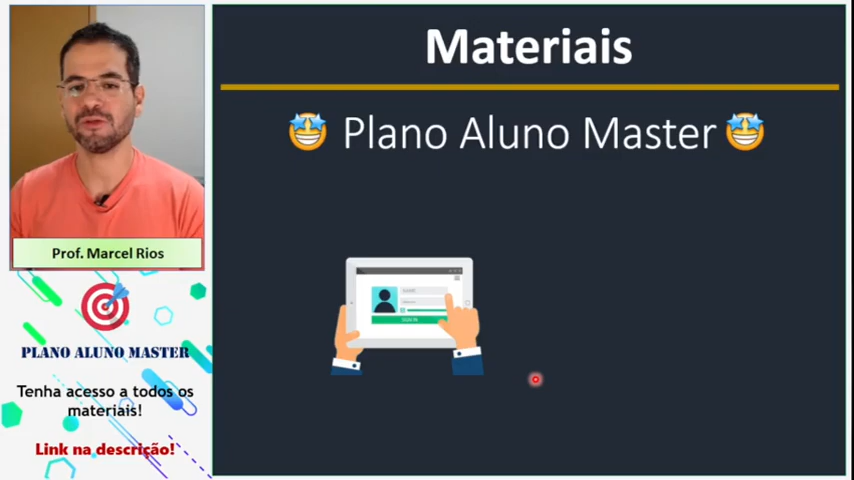 Materiais
Plano Aluno Master
Prof. Marcel Rios
PLANO ALUNO MASTER
Tenha acesso a todos os
materiais!
Link na descrição!